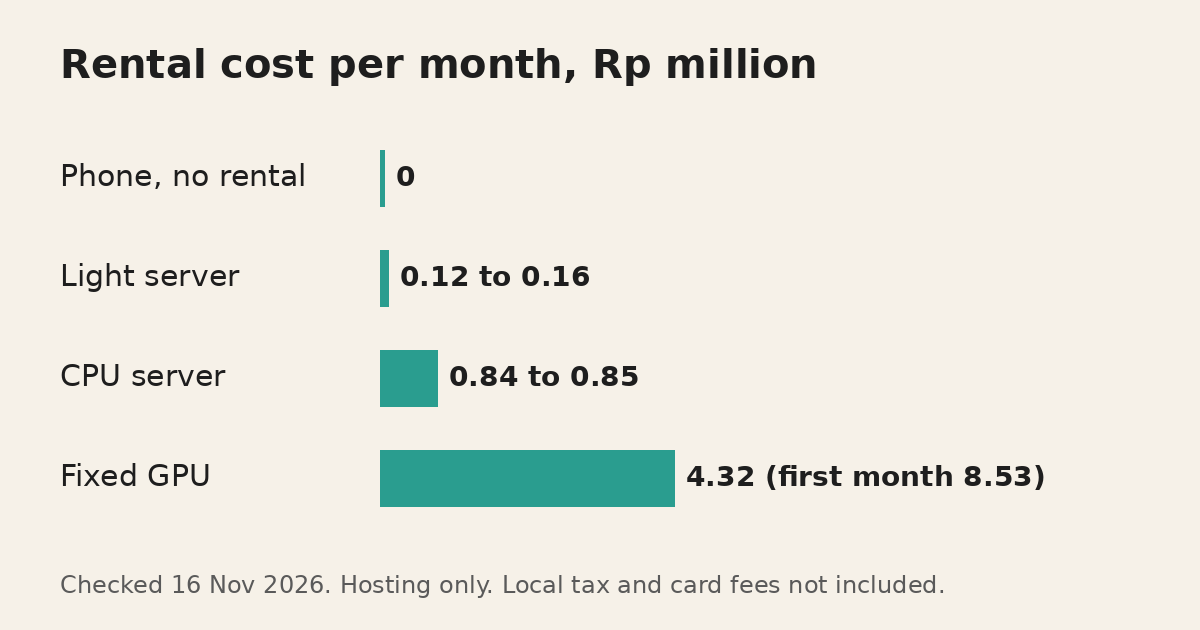 Rental cost per month, Rp million
Phone, no rental 0
Light server 0.12 to 0.16
CPU server 0.84 to 0.85
Fixed GPU 4.32 (first month 8.53)
Checked 16 Nov 2026. Hosting only. Local tax and card fees not included.